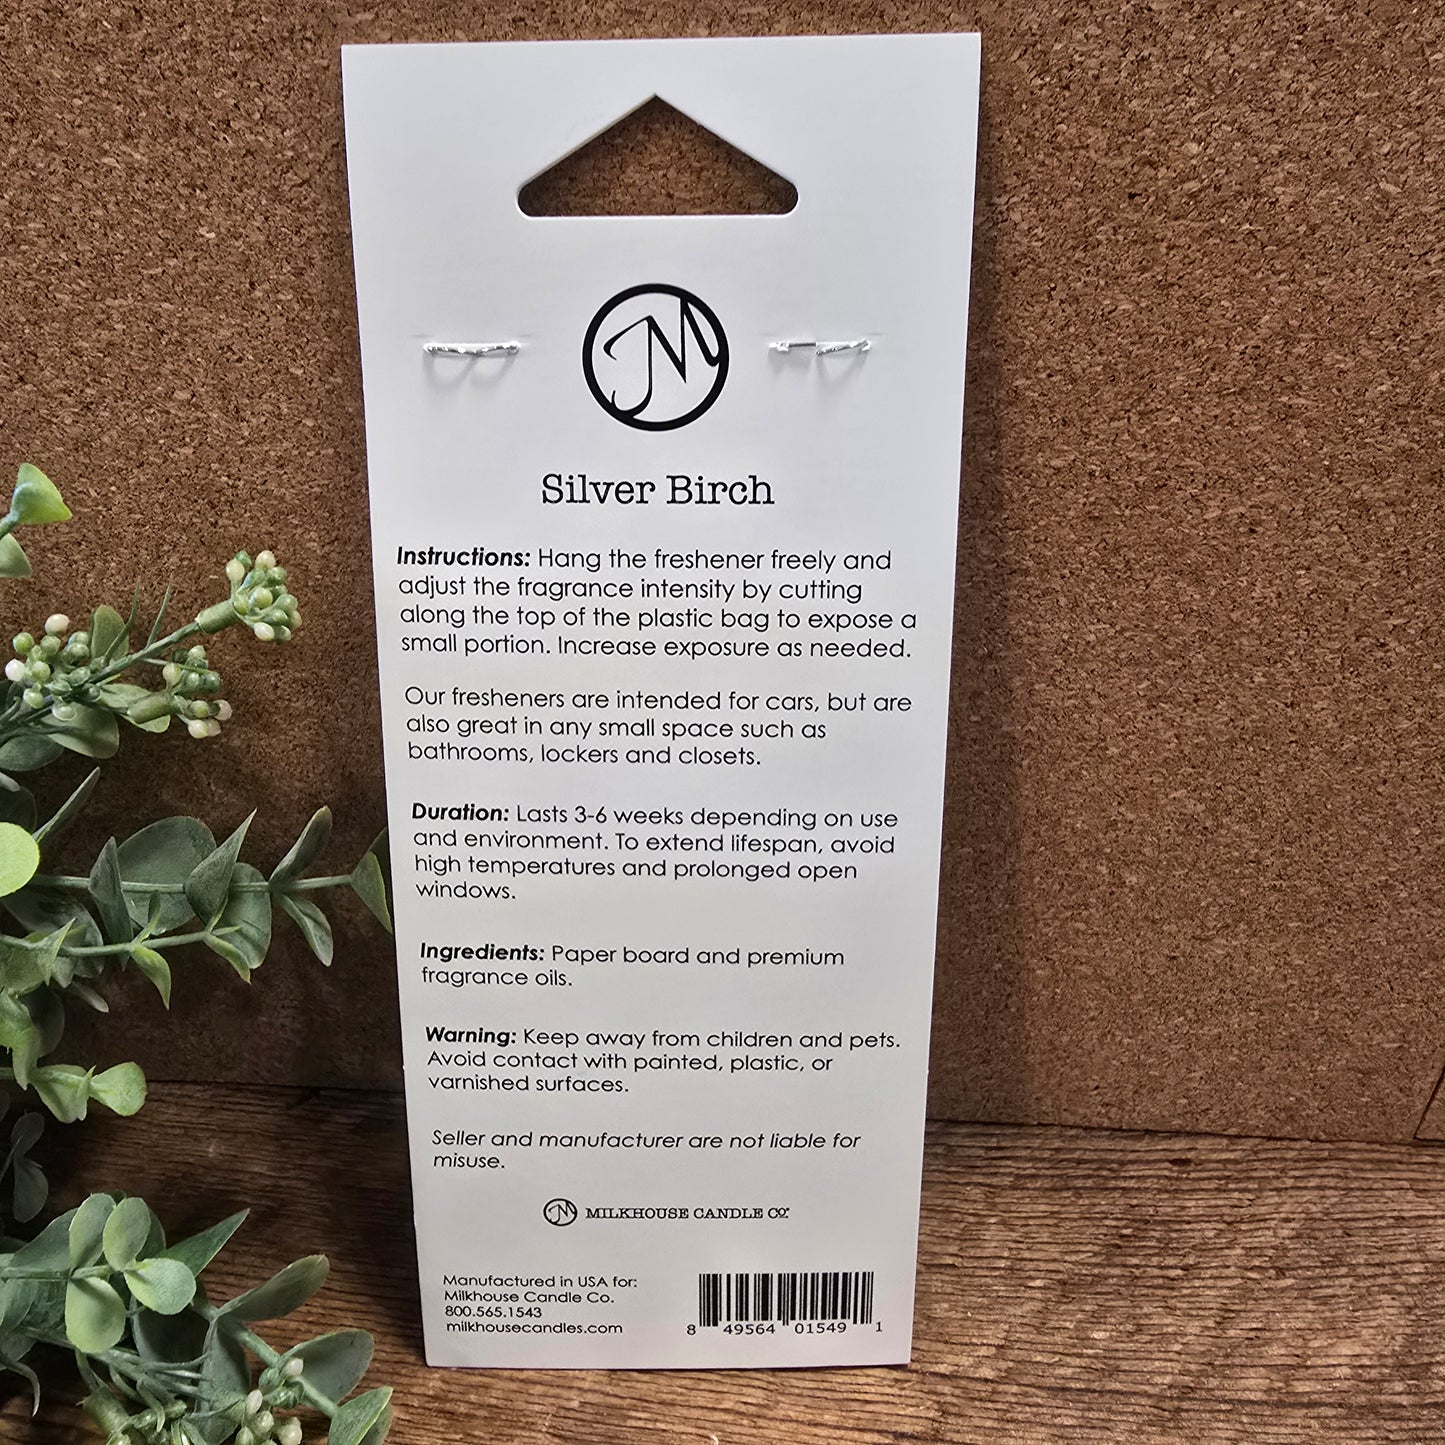 M
Silver Birch
Instructions: Hang the freshener freely and
adjust the fragrance intensity by cutting
along the top of the plastic bag to expose a
small portion. Increase exposure as needed.
Our fresheners are intended for cars, but are
also great in any small space such as
bathrooms, lockers and closets.
Duration: Lasts 3-6 weeks depending on use
and environment. To extend lifespan, avoid
high temperatures and prolonged open
windows.
Ingredients: Paper board and premium
fragrance oils.
Warning: Keep away from children and pets.
Avoid contact with painted, plastic, or
varnished surfaces.
Seller and manufacturer are not liable for
misuse.
M MILKHOUSE CANDLE CO.
Manufactured in USA for:
Milkhouse Candle Co.
800.565.1543
milkhousecandles.com
8 49564 01549 1